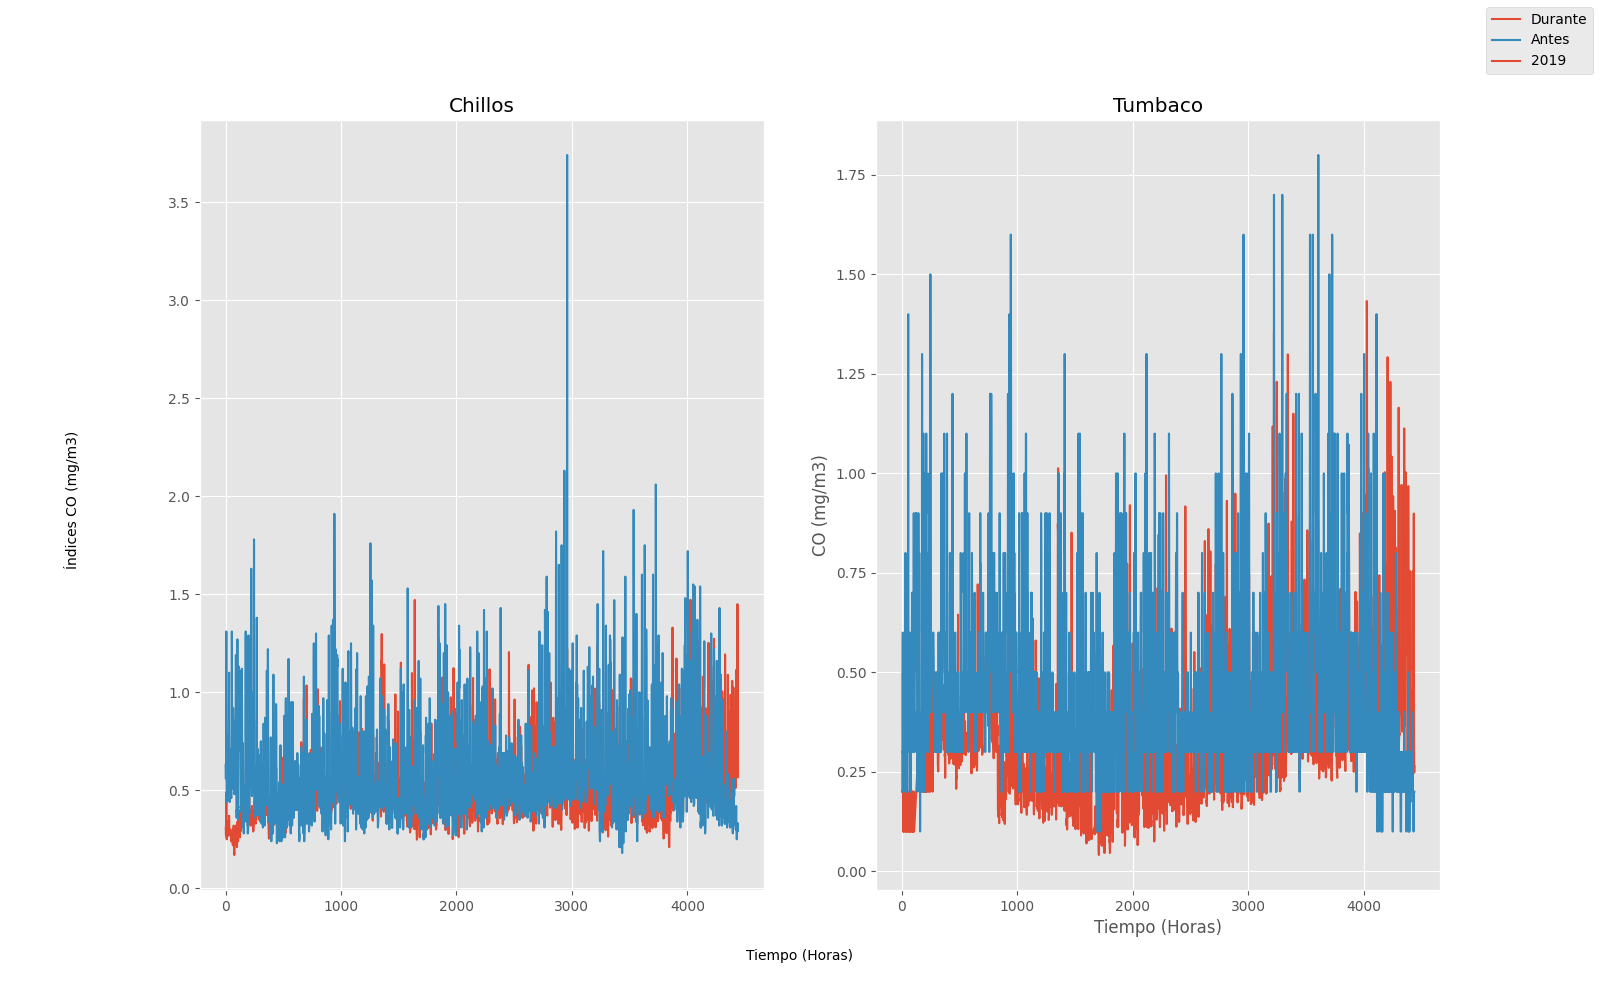 Durante
Antes
2019
Chillos
Tumbaco
3.5
3.0
2.5
2.0
1.5
1.0
0.5
0.0
0 1000 2000 3000 4000
Índices CO (mg/m3)
1.75
1.50
1.25
1.00
0.75
0.50
0.25
0.00
0 1000 2000 3000 4000
CO (mg/m3)
Tiempo (Horas)
Tiempo (Horas)